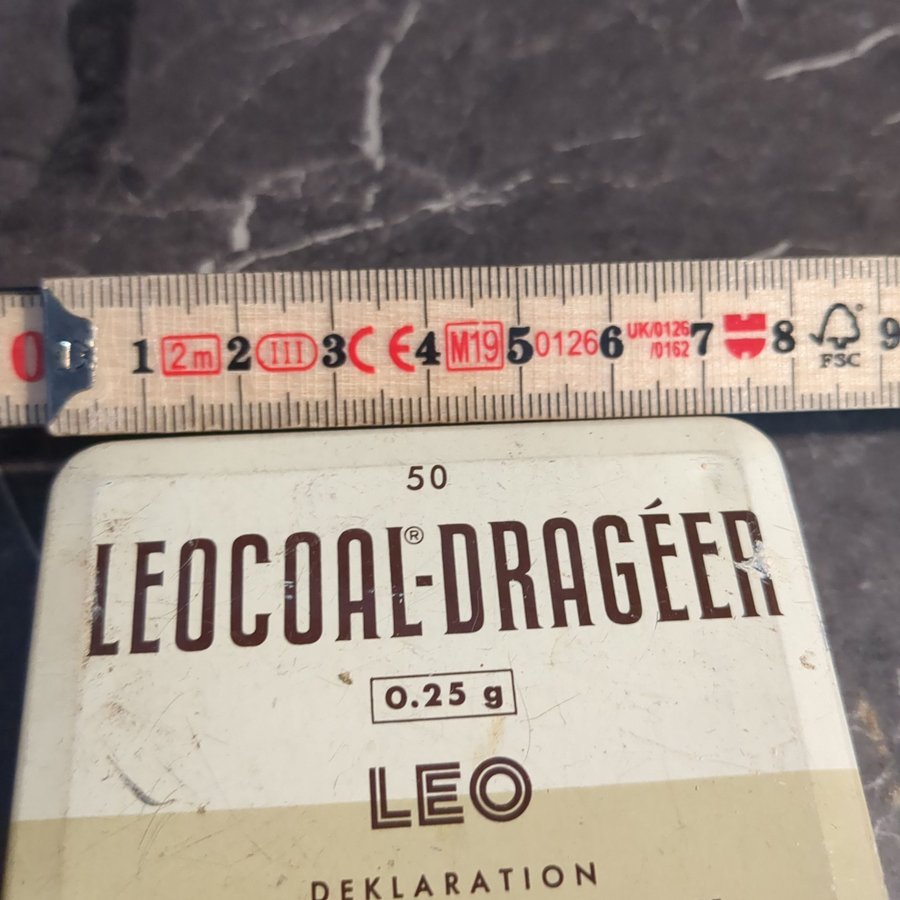 0 1 2m 2 III 3 CE 4 M19 5 0126 6 UK/0126 /0162 7 8 FSC 9
50
LEOCOAL®-DRAGÉER
0.25 g
LEO
DEKLARATION